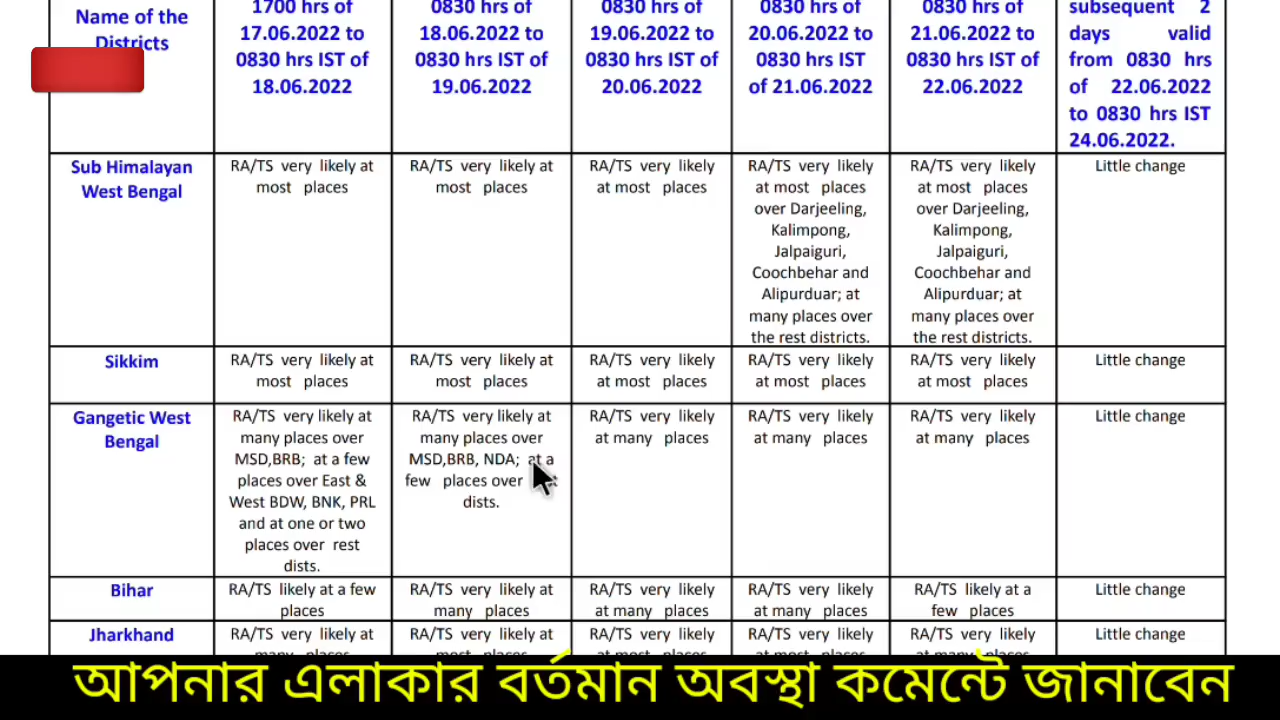 Name of the
Districts
1700 hrs of
17.06.2022 to
0830 hrs IST of
18.06.2022
0830 hrs of
18.06.2022 to
0830 hrs IST of
19.06.2022
0830 hrs of
19.06.2022 to
0830 hrs IST of
20.06.2022
0830 hrs of
20.06.2022 to
0830 hrs IST
of 21.06.2022
0830 hrs of
21.06.2022 to
0830 hrs IST of
22.06.2022
subsequent 2
days valid
from 0830 hrs
of 22.06.2022
to 0830 hrs IST
24.06.2022.
Sub Himalayan
West Bengal
RA/TS very likely at
most places
RA/TS very likely at
most places
RA/TS very likely
at most places
RA/TS very likely
at most places
over Darjeeling,
Kalimpong,
Jalpaiguri,
Coochbehar and
Alipurduar; at
many places over
the rest districts.
RA/TS very likely
at most places
over Darjeeling,
Kalimpong,
Jalpaiguri,
Coochbehar and
Alipurduar; at
many places over
the rest districts.
Little change
Sikkim
RA/TS very likely at
most places
RA/TS very likely at
most places
RA/TS very likely
at most places
RA/TS very likely
at most places
RA/TS very likely
at most places
Little change
Gangetic West
Bengal
RA/TS very likely at
many places over
MSD,BRB; at a few
places over East &
West BDW, BNK, PRL
and at one or two
places over rest
dists.
RA/TS very likely at
many places over
MSD,BRB, NDA; at a
few places over
dists.
RA/TS very likely
at many places
RA/TS very likely
at many places
RA/TS very likely
at many places
Little change
Bihar
RA/TS likely at a few
places
RA/TS very likely at
many places
RA/TS very likely
at many places
RA/TS very likely
at many places
RA/TS likely at a
few places
Little change
Jharkhand
RA/TS very likely at
many places
RA/TS very likely at
most places
RA/TS very likely
at most places
RA/TS very likely
at most places
RA/TS very likely
at many places
Little change
আপনার এলাকার বর্তমান অবস্থা কমেন্টে জানাবেন